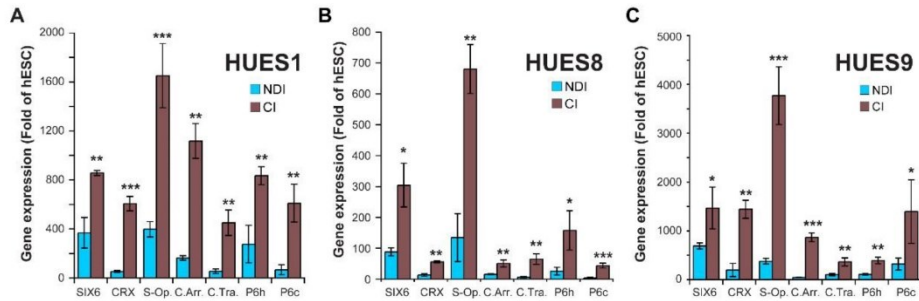 A
Gene expression (Fold of hESC)
2000
1600
1200
800
400
0
HUES1
NDI
CI
**
***
***
**
**
**
**
SIX6 CRX S-Op. C.Arr. C.Tra. P6h P6c
B
Gene expression (Fold of hESC)
800
700
600
500
400
300
200
100
0
HUES8
NDI
CI
*
**
**
**
**
*
***
SIX6 CRX S-Op. C.Arr. C.Tra. P6h P6c
C
Gene expression (Fold of hESC)
5000
4000
3000
2000
1000
0
HUES9
NDI
CI
*
**
***
***
**
**
*
SIX6 CRX S-Op. C.Arr. C.Tra. P6h P6c